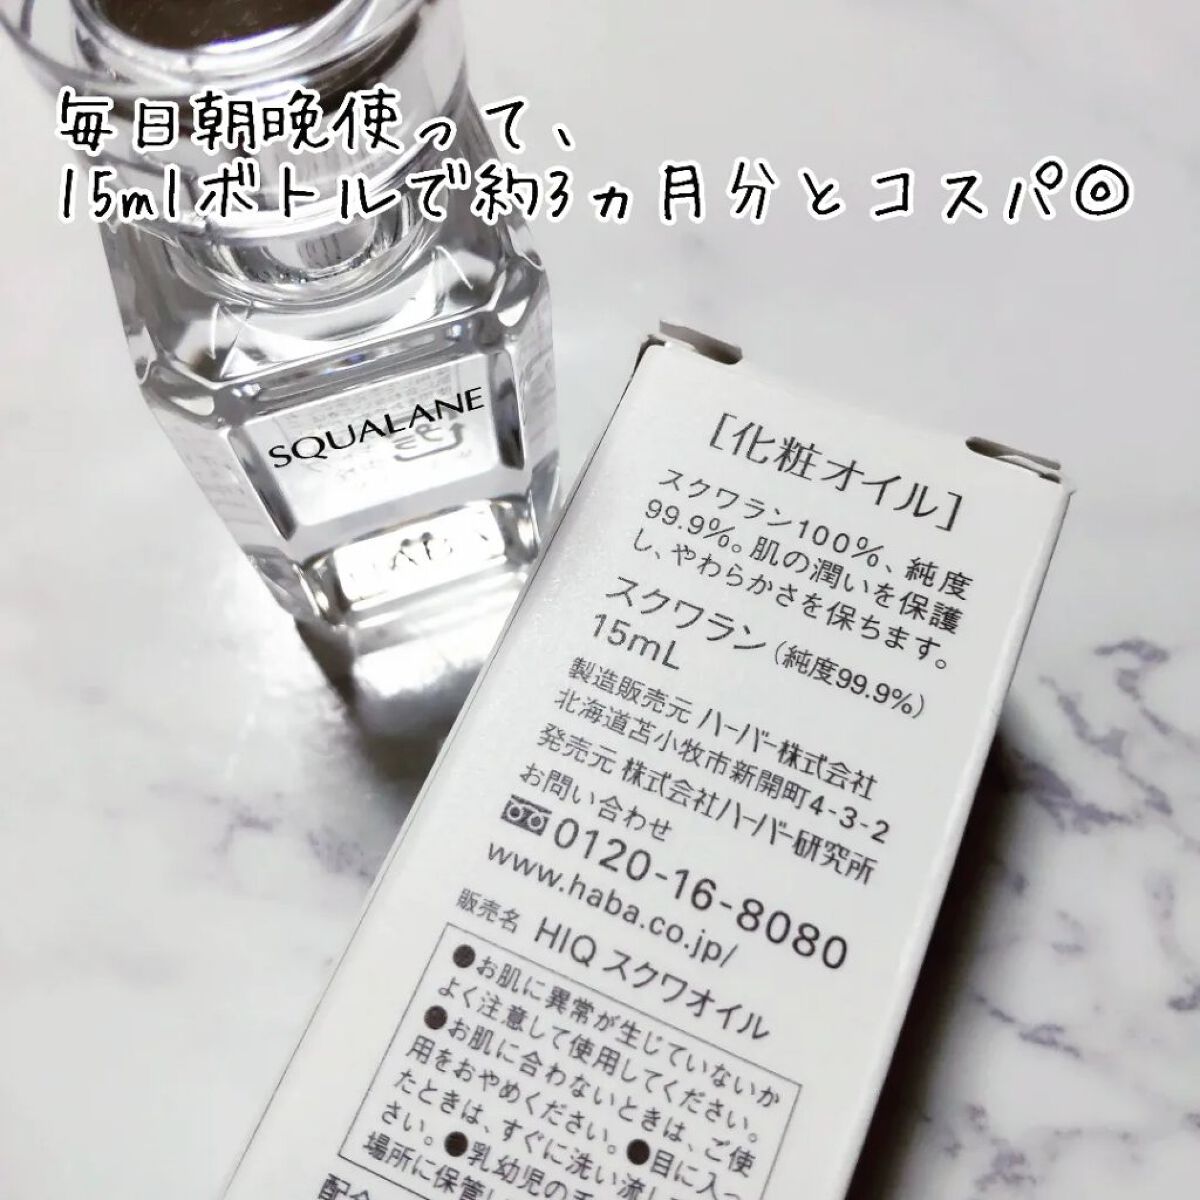 毎日朝晩使って、
15mlボトルで約3ヵ月分とコスパ◎
SQUALANE
HABA
[化粧オイル]
スクワラン100%、純度
99.9%。肌の潤いを保護
し、やわらかさを保ちます。
スクワラン（純度99.9%）
15mL
製造販売元 ハーバー株式会社
北海道苫小牧市新開町4-3-2
発売元 株式会社ハーバー研究所
お問い合わせ
0120-16-8080
www.haba.co.jp/
販売名 HIQ スクワオイル
●お肌に異常が生じていないか
よく注意して使用してください。
●お肌に合わないときは、ご使
用をおやめください。●目に入っ
たときは、すぐに洗い流して
さい。●乳幼児の手
場所に保管し
配合